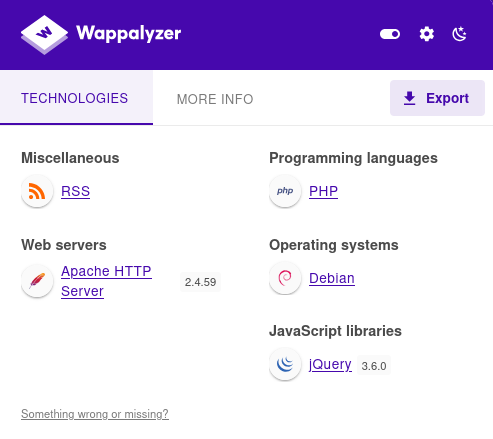 Wappalyzer
TECHNOLOGIES
MORE INFO
Export
Miscellaneous
RSS
Web servers
Apache HTTP
Server
2.4.59
Programming languages
php
PHP
Operating systems
Debian
JavaScript libraries
jQuery
3.6.0
Something wrong or missing?